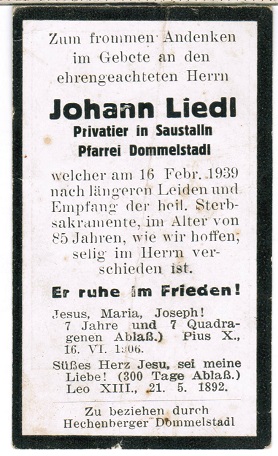 Zum frommen Andenken
im Gebete an den
ehrengeachteten Herrn
Johann Liedl
Privatier in Saustalln
Pfarrei Dommelstadl
welcher am 16 Febr. 1939
nach längeren Leiden und
Empfang der heil. Sterb-
sakramente, im Alter von
85 Jahren, wie wir hoffen,
selig im Herrn ver-
schieden ist.
Er ruhe im Frieden!
Jesus, Maria, Joseph!
7 Jahre und 7 Quadra-
genen Ablaß.) Pius X.,
16. VI. 1906.
Süßes Herz Jesu, sei meine
Liebe! (300 Tage Ablaß.)
Leo XIII., 21. 5. 1892.
Zu beziehen durch
Hechenberger Dommelstadl